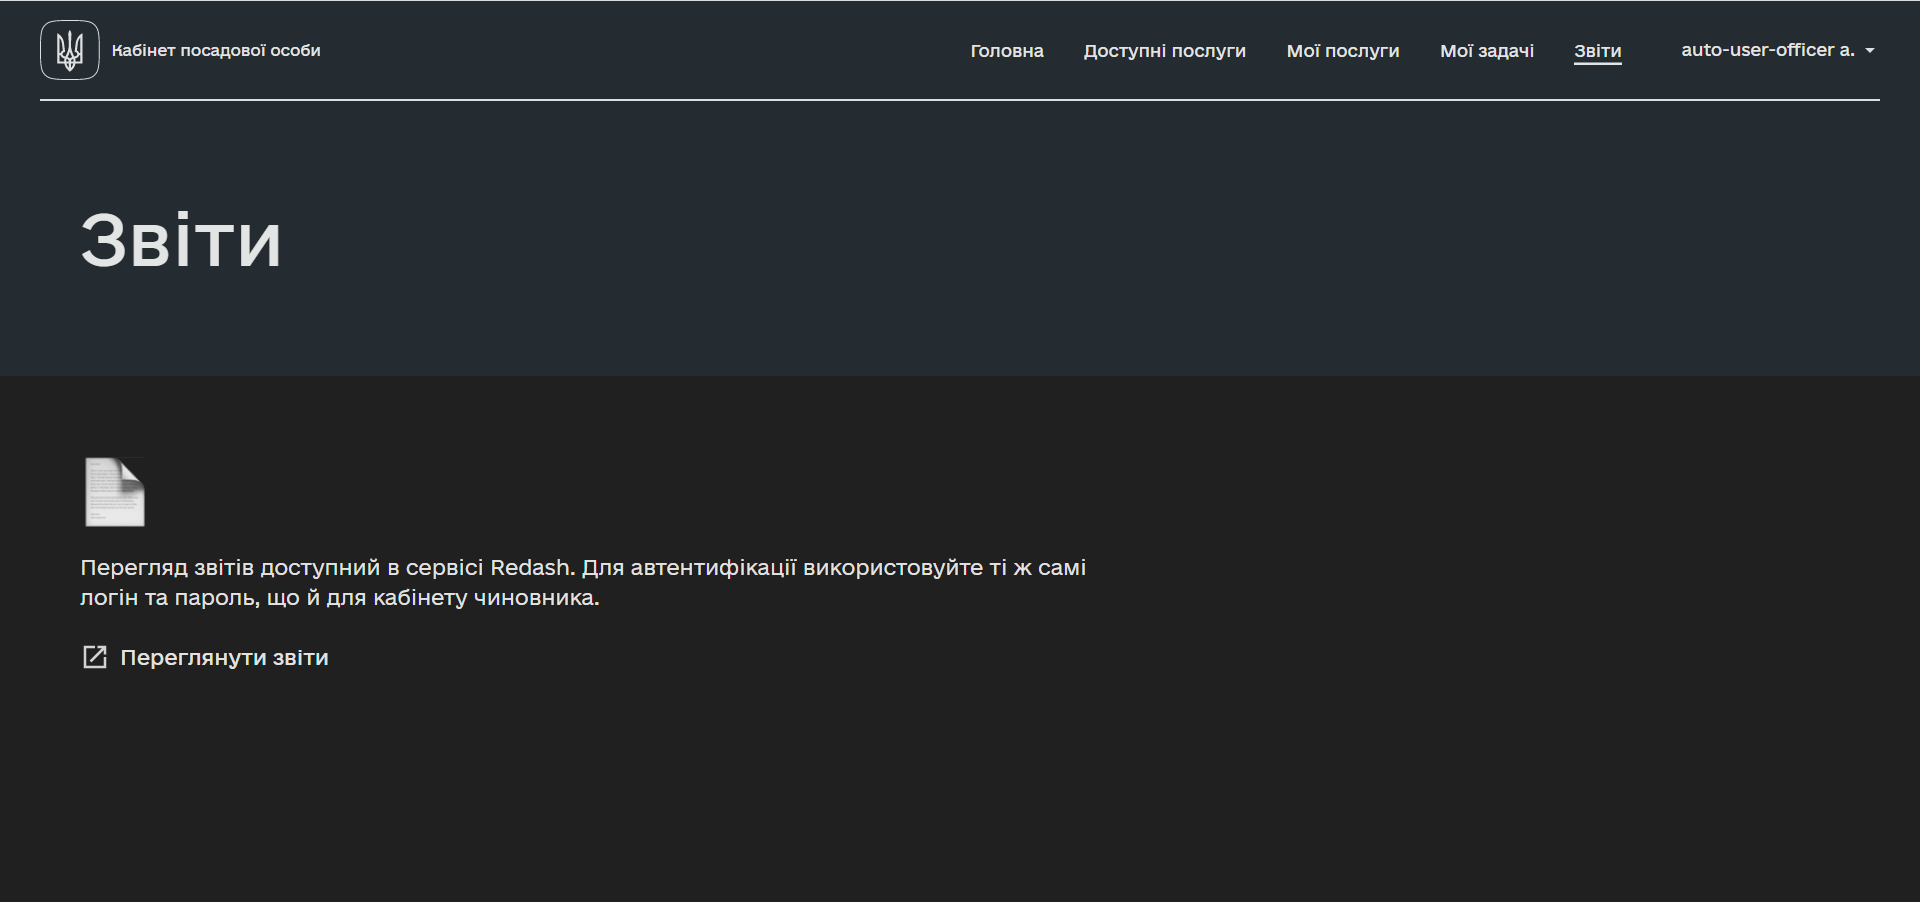 Кабінет посадової особи
Головна
Доступні послуги
Мої послуги
Мої задачі
Звіти
auto-user-officer a.
Звіти
Перегляд звітів доступний в сервісі Redash. Для автентифікації використовуйте ті ж самі
логін та пароль, що й для кабінету чиновника.
Переглянути звіти